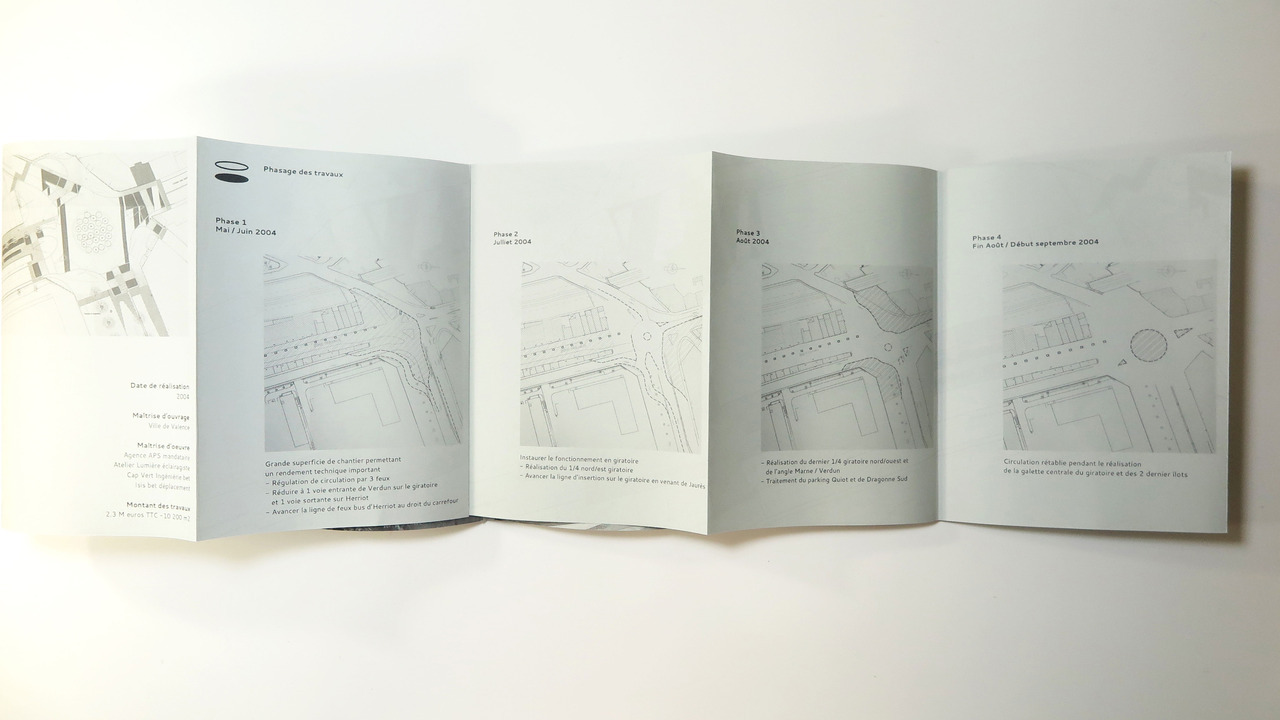 Date de réalisation
2004
Maîtrise d'ouvrage
Ville de Valence
Maîtrise d'oeuvre
Agence APS mandataire
Atelier Lumière éclairagiste
Cap Vert Ingénierie bet
Isis bet déplacement
Montant des travaux
2,3 M euros TTC - 10 200 m2
Phasage des travaux
Phase 1
Mai / Juin 2004
Grande superficie de chantier permettant
un rendement technique important
– Régulation de circulation par 3 feux
– Réduire à 1 voie entrante de Verdun sur le giratoire
et 1 voie sortante sur Herriot
– Avancer la ligne de feux bus d'Herriot au droit du carrefour
Phase 2
Juillet 2004
Instaurer le fonctionnement en giratoire
– Réalisation du 1/4 nord/est giratoire
– Avancer la ligne d'insertion sur le giratoire en venant de Jaurès
Phase 3
Août 2004
– Réalisation du dernier 1/4 giratoire nord/ouest et
de l'angle Marne / Verdun
– Traitement du parking Quiot et de Dragonne Sud
Phase 4
Fin Août / Début septembre 2004
Circulation rétablie pendant le réalisation
de la galette centrale du giratoire et des 2 dernier îlots